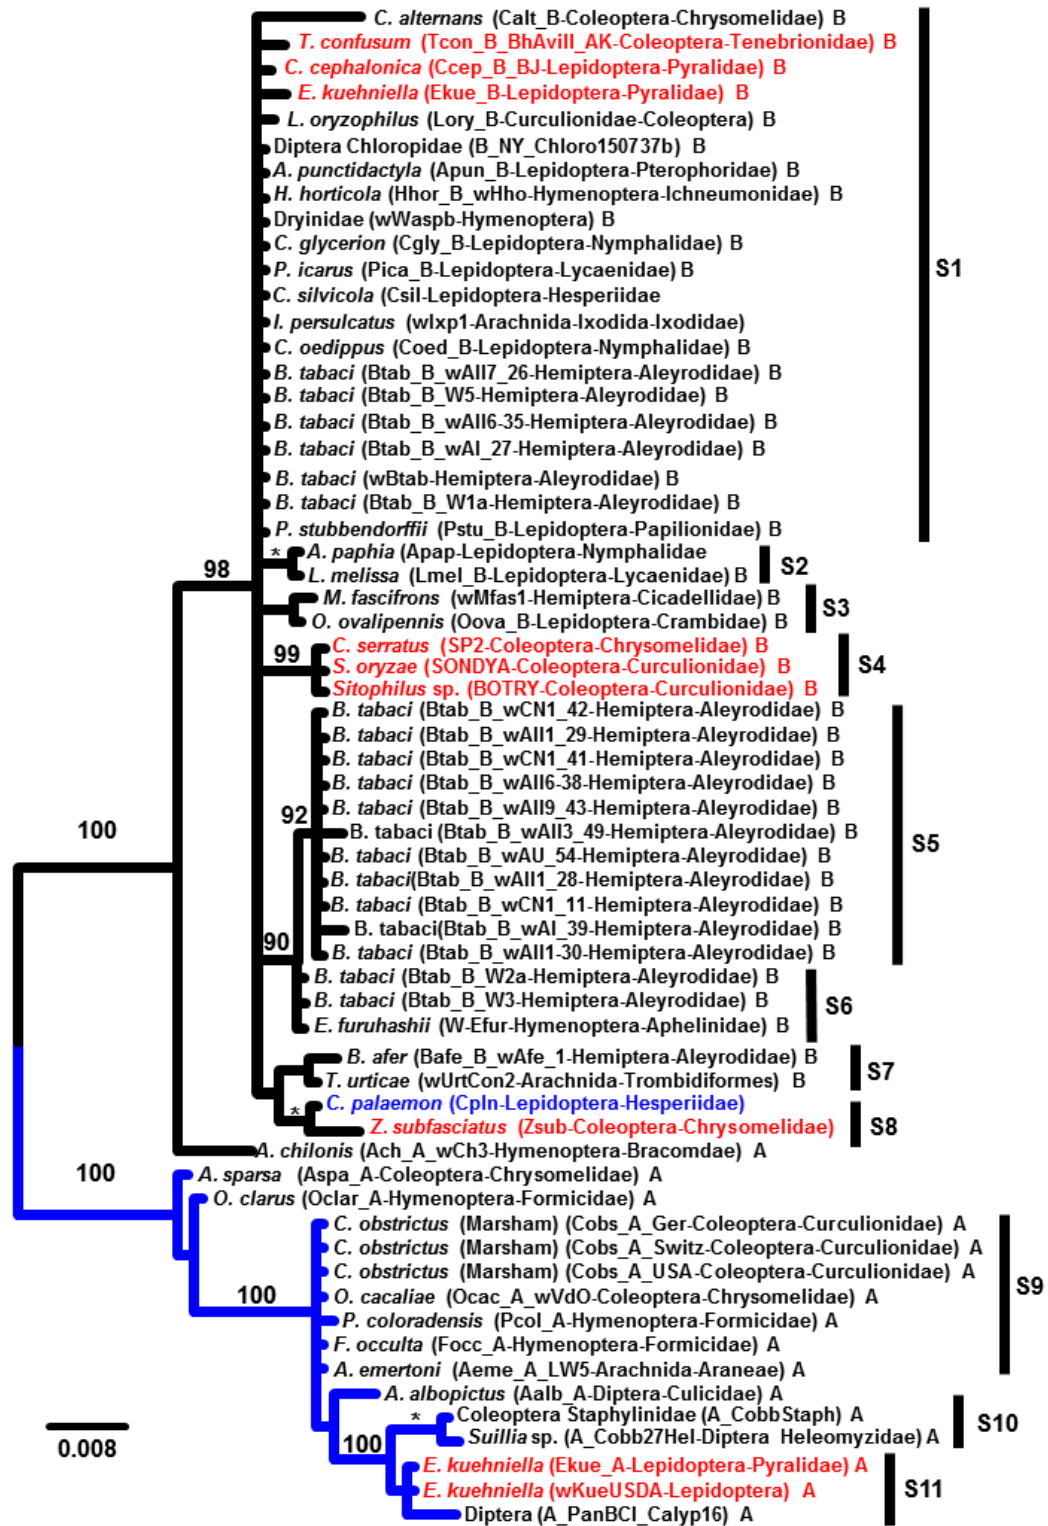 C. alternans (Calt_B-Coleoptera-Chrysomelidae) B
T. confusum (Tcon_B_BhAvill_AK-Coleoptera-Tenebrionidae) B
C. cephalonica (Ccep_B_BJ-Lepidoptera-Pyralidae) B
E. kuehniella (Ekue_B-Lepidoptera-Pyralidae) B
L. oryzophilus (Lory_B-Curculionidae-Coleoptera) B
Diptera Chloropidae (B_NY_Chloro150737b) B
A. punctidactyla (Apun_B-Lepidoptera-Pterophoridae) B
H. horticola (Hhor_B_wHho-Hymenoptera-Ichneumonidae) B
Dryinidae (wWaspb-Hymenoptera) B
C. glycerion (Cgly_B-Lepidoptera-Nymphalidae) B
P. icarus (Pica_B-Lepidoptera-Lycaenidae) B
S1
C. silvicola (Csil-Lepidoptera-Hesperiidae
I. persulcatus (wIxp1-Arachnida-Ixodida-Ixodidae)
C. oedippus (Coed_B-Lepidoptera-Nymphalidae) B
B. tabaci (Btab_B_wAll7_26-Hemiptera-Aleyrodidae) B
B. tabaci (Btab_B_W5-Hemiptera-Aleyrodidae) B
B. tabaci (Btab_B_wAll6-35-Hemiptera-Aleyrodidae) B
B. tabaci (Btab_B_wAl_27-Hemiptera-Aleyrodidae) B
B. tabaci (wBtab-Hemiptera-Aleyrodidae) B
B. tabaci (Btab_B_W1a-Hemiptera-Aleyrodidae) B
P. stubbendorffii (Pstu_B-Lepidoptera-Papilionidae) B
* A. paphia (Apap-Lepidoptera-Nymphalidae
S2
98
L. melissa (Lmel_B-Lepidoptera-Lycaenidae) B
M. fascifrons (wMfas1-Hemiptera-Cicadellidae) B
S3
O. ovalipennis (Oova_B-Lepidoptera-Crambidae) B
C. serratus (SP2-Coleoptera-Chrysomelidae) B
99
S. oryzae (SONDYA-Coleoptera-Curculionidae) B
S4
Sitophilus sp. (BOTRY-Coleoptera-Curculionidae) B
B. tabaci (Btab_B_wCN1_42-Hemiptera-Aleyrodidae) B
B. tabaci (Btab_B_wAll1_29-Hemiptera-Aleyrodidae) B
B. tabaci (Btab_B_wCN1_41-Hemiptera-Aleyrodidae) B
B. tabaci (Btab_B_wAll6-38-Hemiptera-Aleyrodidae) B
B. tabaci (Btab_B_wAll9_43-Hemiptera-Aleyrodidae) B
92
100
B. tabaci (Btab_B_wAll3_49-Hemiptera-Aleyrodidae) B
S5
B. tabaci (Btab_B_wAU_54-Hemiptera-Aleyrodidae) B
B. tabaci(Btab_B_wAll1_28-Hemiptera-Aleyrodidae) B
B. tabaci (Btab_B_wCN1_11-Hemiptera-Aleyrodidae) B
B. tabaci(Btab_B_wAl_39-Hemiptera-Aleyrodidae) B
90
B. tabaci (Btab_B_wAll1-30-Hemiptera-Aleyrodidae) B
B. tabaci (Btab_B_W2a-Hemiptera-Aleyrodidae) B
B. tabaci (Btab_B_W3-Hemiptera-Aleyrodidae) B
S6
E. furuhashii (W-Efur-Hymenoptera-Aphelinidae) B
B. afer (Bafe_B_wAfe_1-Hemiptera-Aleyrodidae) B
S7
T. urticae (wUrtCon2-Arachnida-Trombidiformes) B
* C. palaemon (Cpln-Lepidoptera-Hesperiidae)
Z. subfasciatus (Zsub-Coleoptera-Chrysomelidae)
S8
A. chilonis (Ach_A_wCh3-Hymenoptera-Bracomdae) A
100
A. sparsa (Aspa_A-Coleoptera-Chrysomelidae) A
O. clarus (Oclar_A-Hymenoptera-Formicidae) A
C. obstrictus (Marsham) (Cobs_A_Ger-Coleoptera-Curculionidae) A
C. obstrictus (Marsham) (Cobs_A_Switz-Coleoptera-Curculionidae) A
C. obstrictus (Marsham) (Cobs_A_USA-Coleoptera-Curculionidae) A
S9
100
O. cacaliae (Ocac_A_wVdO-Coleoptera-Chrysomelidae) A
P. coloradensis (Pcol_A-Hymenoptera-Formicidae) A
F. occulta (Focc_A-Hymenoptera-Formicidae) A
A. emertoni (Aeme_A_LW5-Arachnida-Araneae) A
A. albopictus (Aalb_A-Diptera-Culicidae) A
* Coleoptera Staphylinidae (A_CobbStaph) A
S10
100
Suillia sp. (A_Cobb27Hel-Diptera Heleomyzidae) A
0.008
E. kuehniella (Ekue_A-Lepidoptera-Pyralidae) A
E. kuehniella (wKueUSDA-Lepidoptera) A
S11
Diptera (A_PanBCI_Calyp16) A